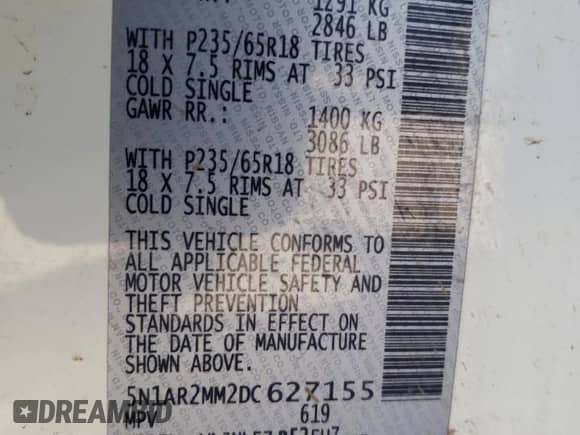 1291 KG
2846 LB
WITH P235/65R18 TIRES
18 X 7.5 RIMS AT 33 PSI
COLD SINGLE
GAWR RR.: 1400 KG
3086 LB
WITH P235/65R18 TIRES
18 X 7.5 RIMS AT 33 PSI
COLD SINGLE
THIS VEHICLE CONFORMS TO
ALL APPLICABLE FEDERAL
MOTOR VEHICLE SAFETY AND
THEFT PREVENTION
STANDARDS IN EFFECT ON
THE DATE OF MANUFACTURE
SHOWN ABOVE.
5N1AR2MM2DC627155
MPV 619
© AUTOHELPERBOT.COM